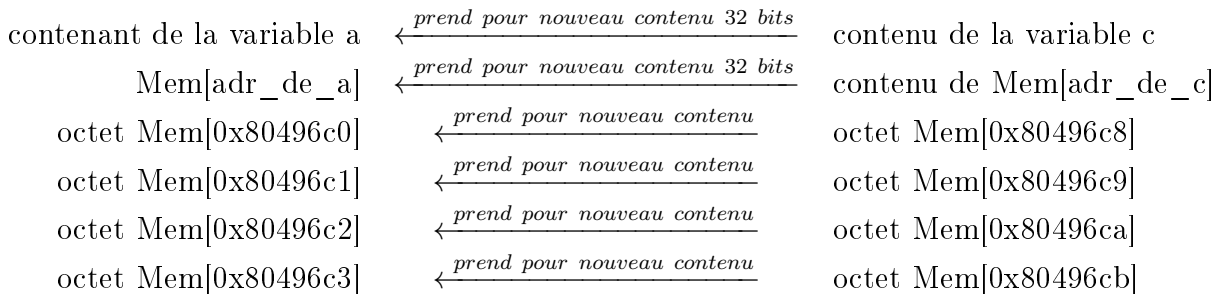 contenant de la variable a ←prend pour nouveau contenu 32 bits contenu de la variable c
Mem[adr_de_a] ←prend pour nouveau contenu 32 bits contenu de Mem[adr_de_c]
octet Mem[0x80496c0] ←prend pour nouveau contenu octet Mem[0x80496c8]
octet Mem[0x80496c1] ←prend pour nouveau contenu octet Mem[0x80496c9]
octet Mem[0x80496c2] ←prend pour nouveau contenu octet Mem[0x80496ca]
octet Mem[0x80496c3] ←prend pour nouveau contenu octet Mem[0x80496cb]